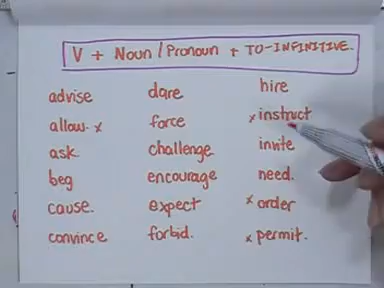 V + Noun / Pronoun + TO-INFINITIVE.
advise dare hire
allow. x force x instruct
ask challenge invite
beg encourage need.
cause. expect x order
convince forbid. x permit.